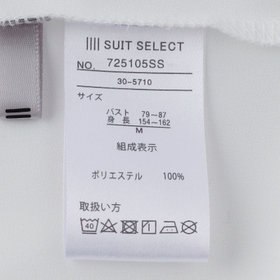 SUIT SELECT
NO. 725105SS
30-5710
サイズ
バスト 79~87
身長 154~162
M
組成表示
ポリエステル 100%
取扱い方
40